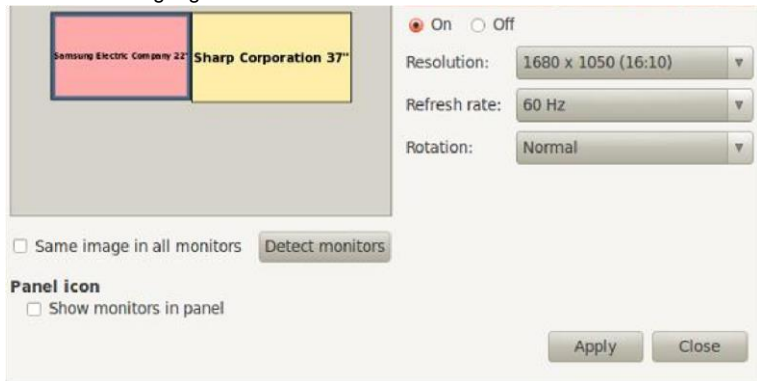 On Off
Samsung Electric Company 22"
Sharp Corporation 37"
Resolution: 1680 x 1050 (16:10)
Refresh rate: 60 Hz
Rotation: Normal
Same image in all monitors Detect monitors
Panel icon
Show monitors in panel
Apply Close